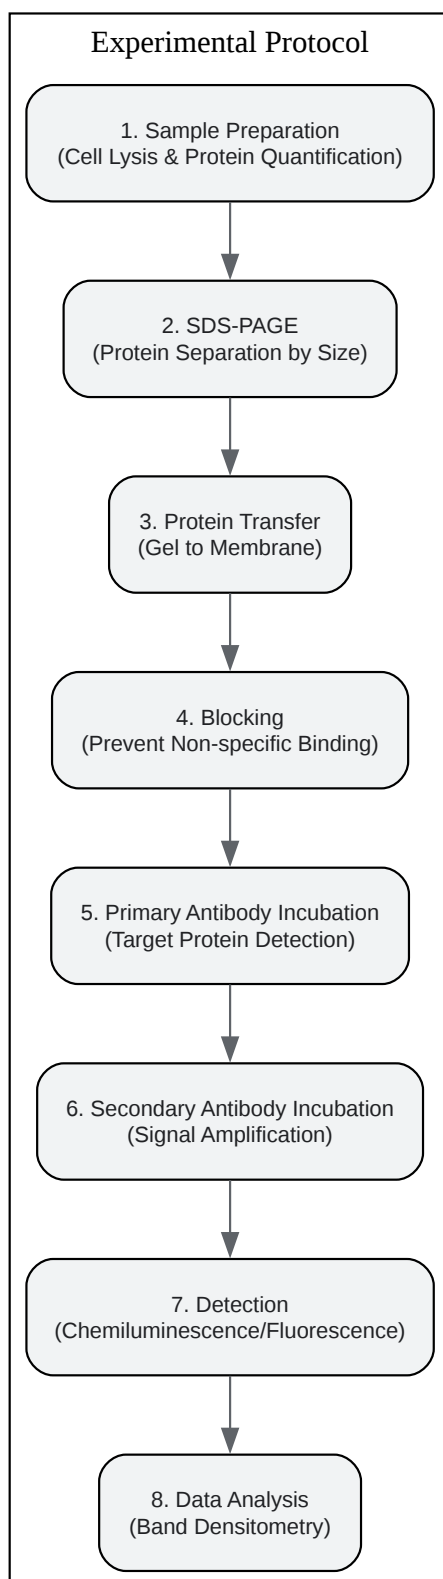 Experimental Protocol
1. Sample Preparation
(Cell Lysis & Protein Quantification)
2. SDS-PAGE
(Protein Separation by Size)
3. Protein Transfer
(Gel to Membrane)
4. Blocking
(Prevent Non-specific Binding)
5. Primary Antibody Incubation
(Target Protein Detection)
6. Secondary Antibody Incubation
(Signal Amplification)
7. Detection
(Chemiluminescence/Fluorescence)
8. Data Analysis
(Band Densitometry)